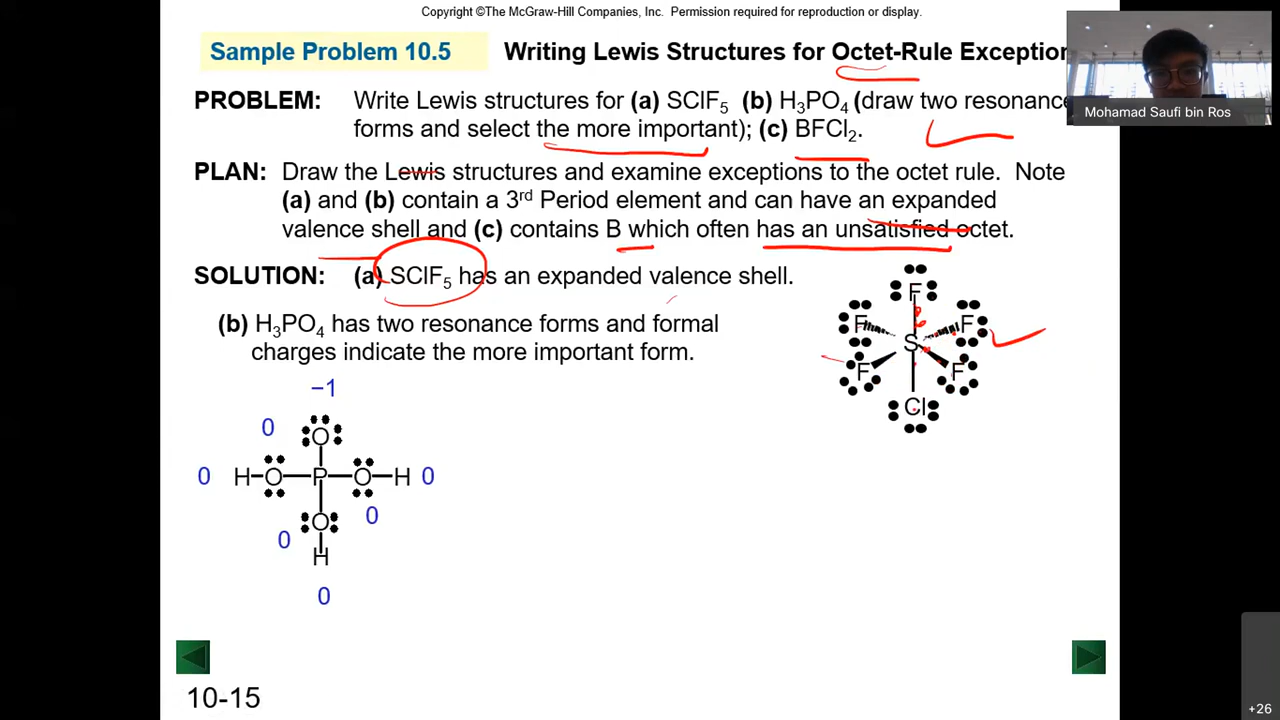 Copyright ©The McGraw-Hill Companies, Inc. Permission required for reproduction or display.
Sample Problem 10.5 Writing Lewis Structures for Octet-Rule Exception
Mohamad Saufi bin Ros
PROBLEM: Write Lewis structures for (a) SClF₅ (b) H₃PO₄ (draw two resonance
forms and select the more important); (c) BFCl₂.
PLAN: Draw the Lewis structures and examine exceptions to the octet rule. Note
(a) and (b) contain a 3ʳᵈ Period element and can have an expanded
valence shell and (c) contains B which often has an unsatisfied octet.
SOLUTION: (a) SClF₅ has an expanded valence shell.
(b) H₃PO₄ has two resonance forms and formal
charges indicate the more important form.
F
F F
S
F F
Cl
−1
0 O
0 H O P O H 0
0
O
0
H
0
10-15
+26